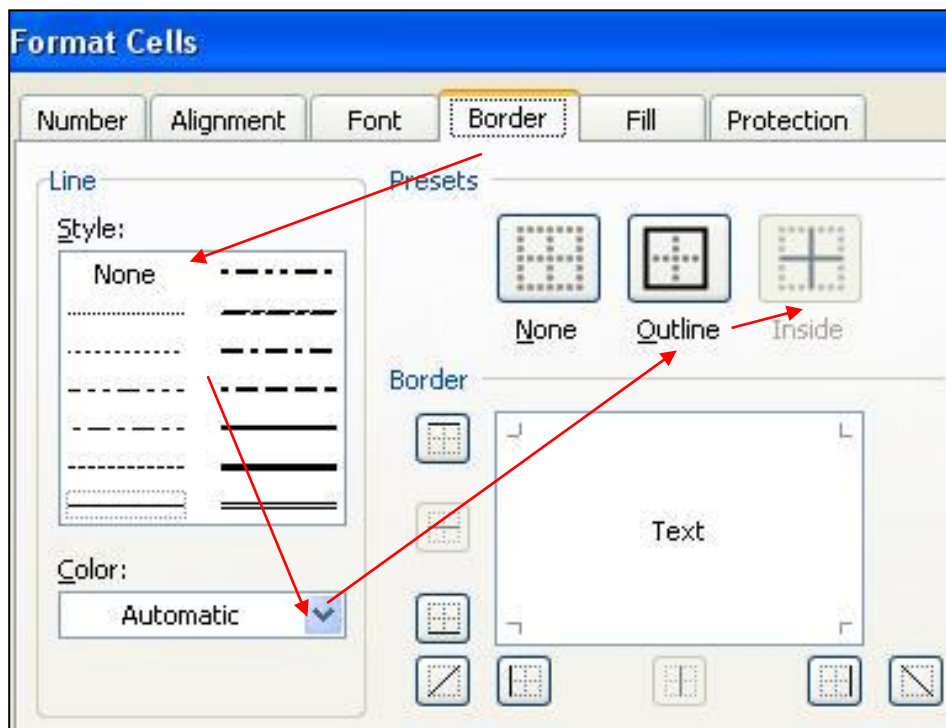 Format Cells
Number Alignment Font Border Fill Protection
Line
Style:
None
Color:
Automatic
Presets
None Outline Inside
Border
Text